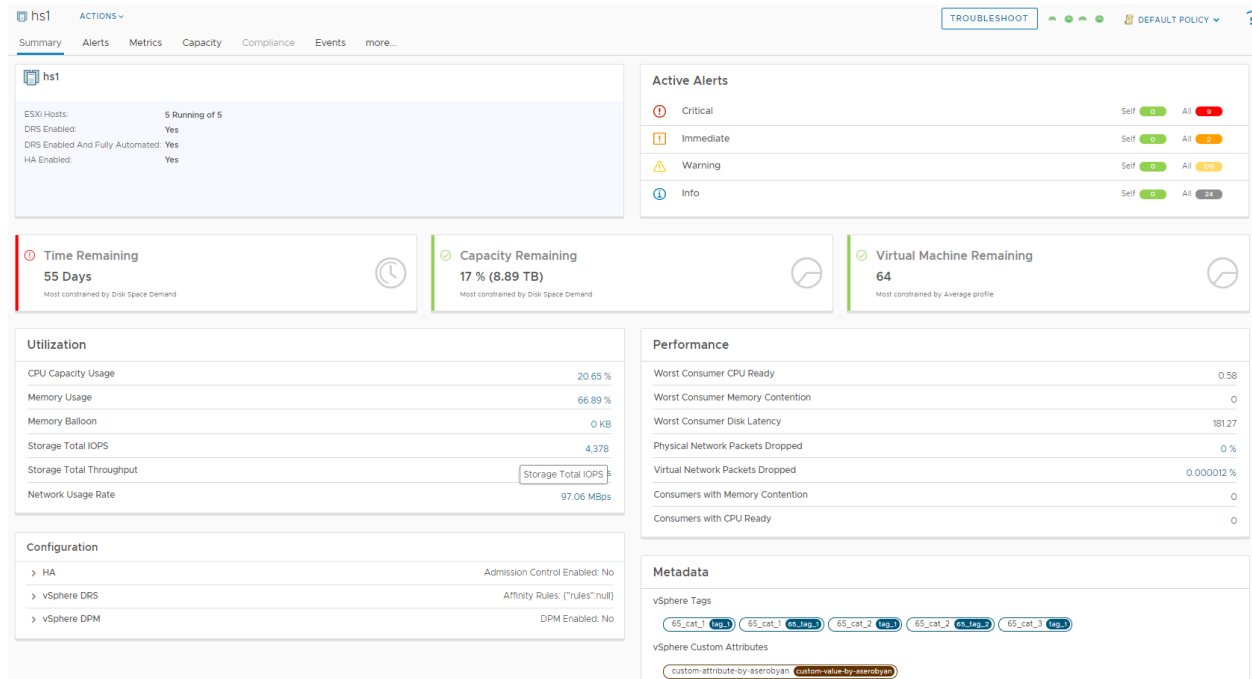 hs1 ACTIONS TROUBLESHOOT DEFAULT POLICY ?
Summary Alerts Metrics Capacity Compliance Events more...
hs1
ESXi Hosts: 5 Running of 5
DRS Enabled: Yes
DRS Enabled And Fully Automated: Yes
HA Enabled: Yes
Active Alerts
Critical Self 0 All 9
Immediate Self 0 All 2
Warning Self 0 All
Info Self 0 All 24
Time Remaining
55 Days
Most constrained by Disk Space Demand
Capacity Remaining
17 % (8.89 TB)
Most constrained by Disk Space Demand
Virtual Machine Remaining
64
Most constrained by Average profile
Utilization
CPU Capacity Usage 20.65 %
Memory Usage 66.89 %
Memory Balloon 0 KB
Storage Total IOPS 4,378
Storage Total Throughput
Storage Total IOPS s
Network Usage Rate 97.06 MBps
Performance
Worst Consumer CPU Ready 0.58
Worst Consumer Memory Contention 0
Worst Consumer Disk Latency 181.27
Physical Network Packets Dropped 0 %
Virtual Network Packets Dropped 0.000012 %
Consumers with Memory Contention 0
Consumers with CPU Ready 0
Configuration
> HA Admission Control Enabled: No
> vSphere DRS Affinity Rules: {"rules":null}
> vSphere DPM DPM Enabled: No
Metadata
vSphere Tags
65_cat_1 tag_1 65_cat_1 65_tag_1 65_cat_2 tag_1 65_cat_2 65_tag_2 65_cat_3 tag_1
vSphere Custom Attributes
custom-attribute-by-aserobyan custom-value-by-aserobyan